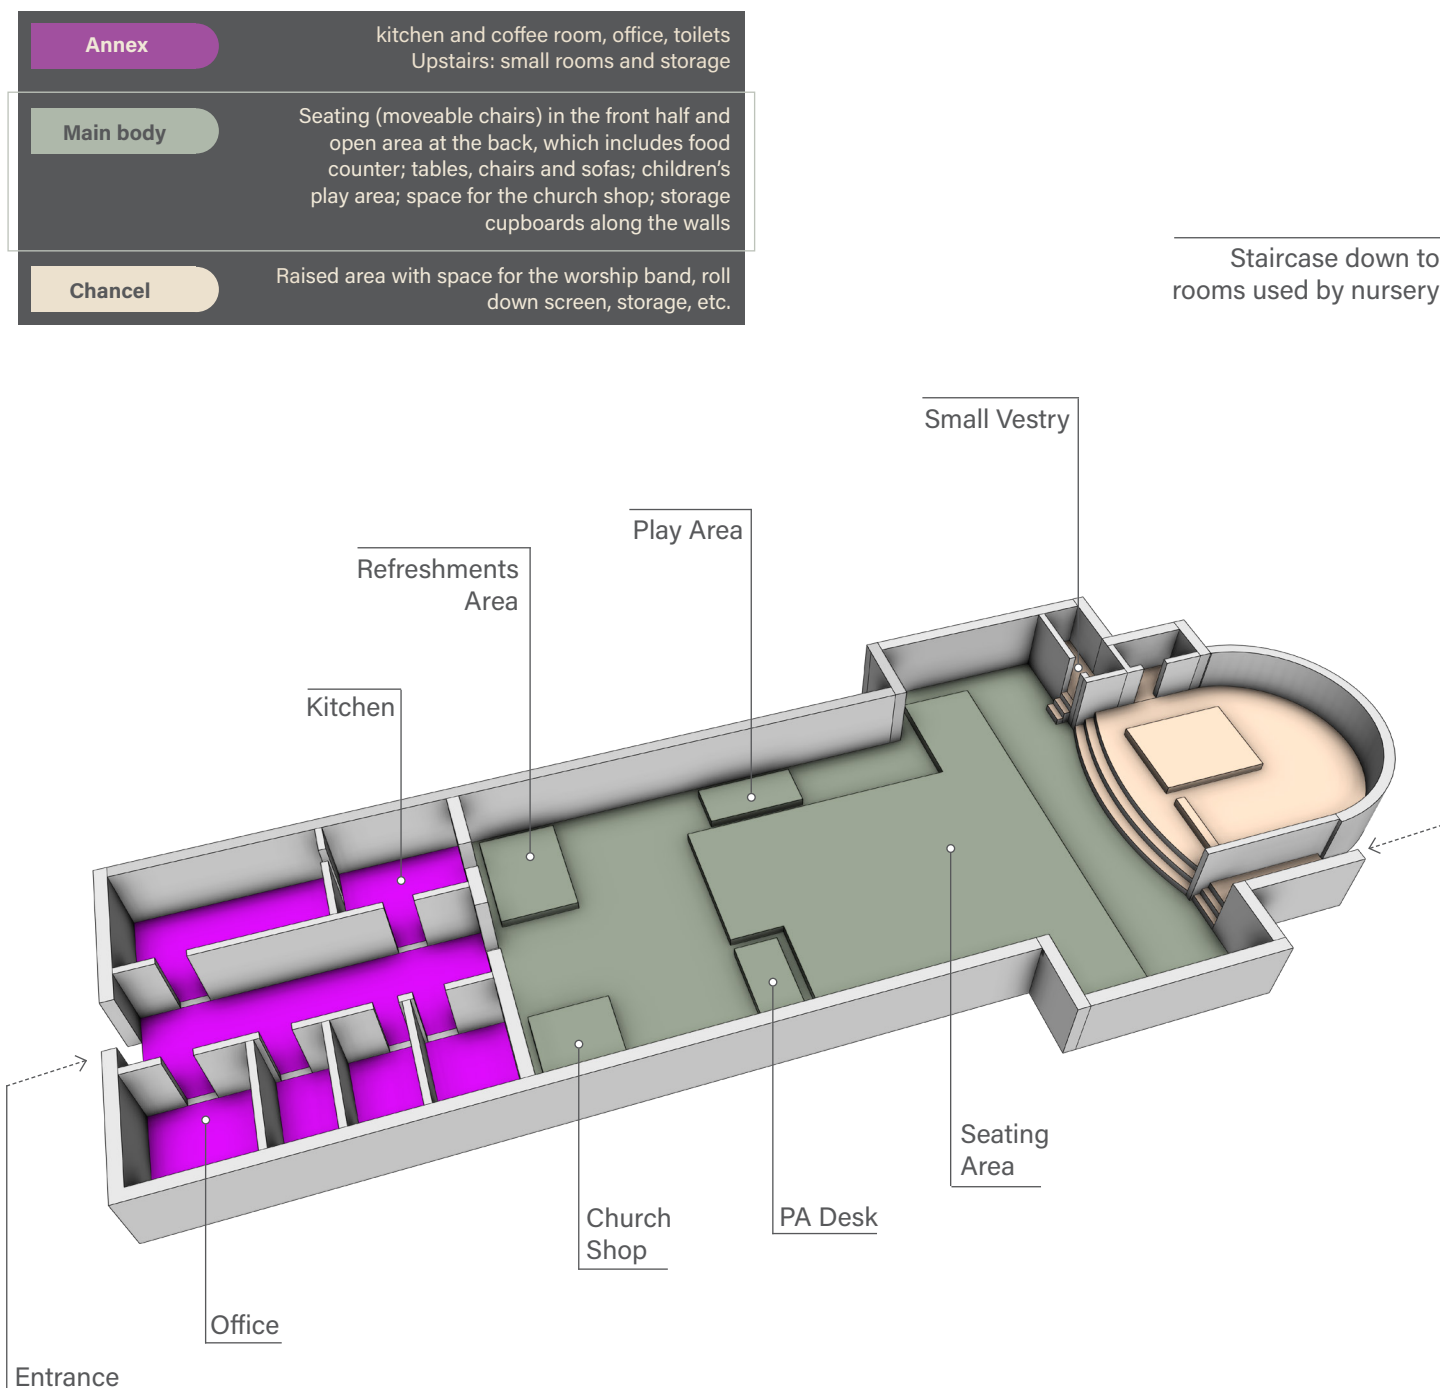 Annex
kitchen and coffee room, office, toilets
Upstairs: small rooms and storage
Main body
Seating (moveable chairs) in the front half and
open area at the back, which includes food
counter; tables, chairs and sofas; children’s
play area; space for the church shop; storage
cupboards along the walls
Chancel
Raised area with space for the worship band, roll
down screen, storage, etc.
Staircase down to
rooms used by nursery
Small Vestry
Play Area
Refreshments
Area
Kitchen
Seating
Area
PA Desk
Church
Shop
Office
Entrance